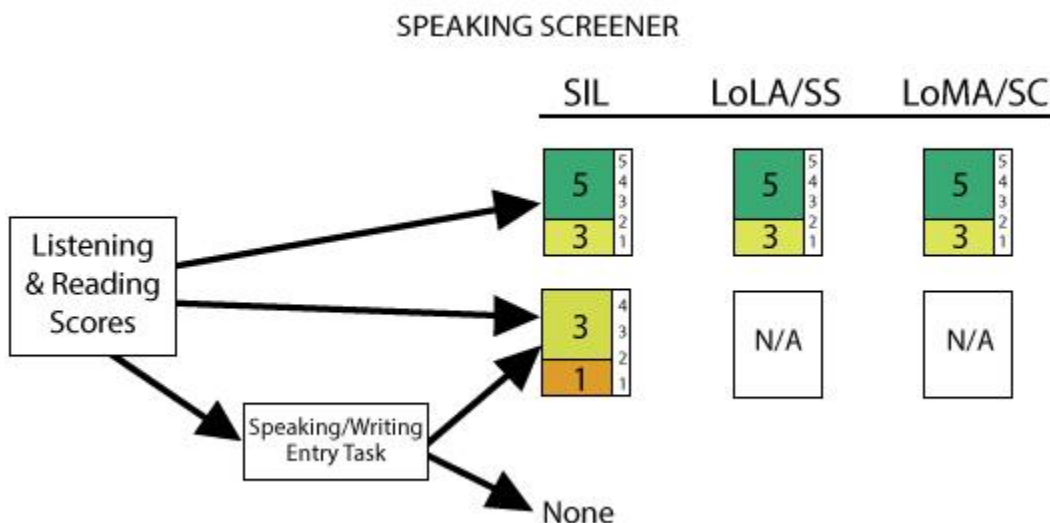 SPEAKING SCREENER
SIL LoLA/SS LoMA/SC
5
3
5
4
3
2
1
5
3
5
4
3
2
1
5
3
5
4
3
2
1
Listening
& Reading
Scores
3
1
4
3
2
1
N/A
N/A
Speaking/Writing
Entry Task
None